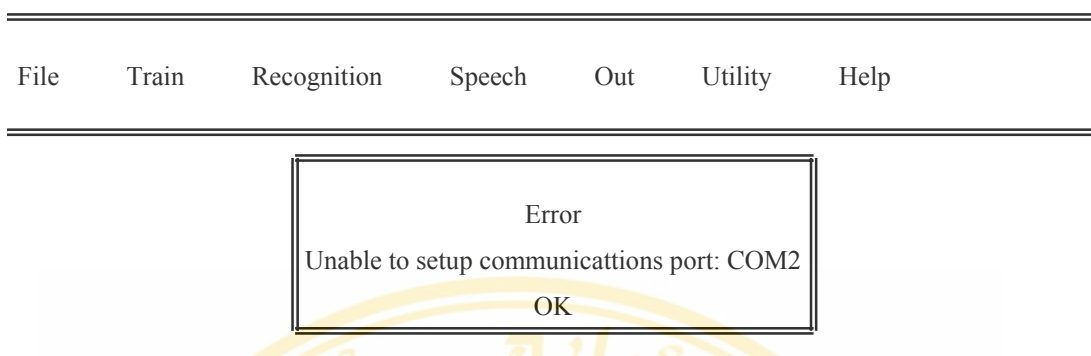 File Train Recognition Speech Out Utility Help
Error
Unable to setup communicattions port: COM2
OK